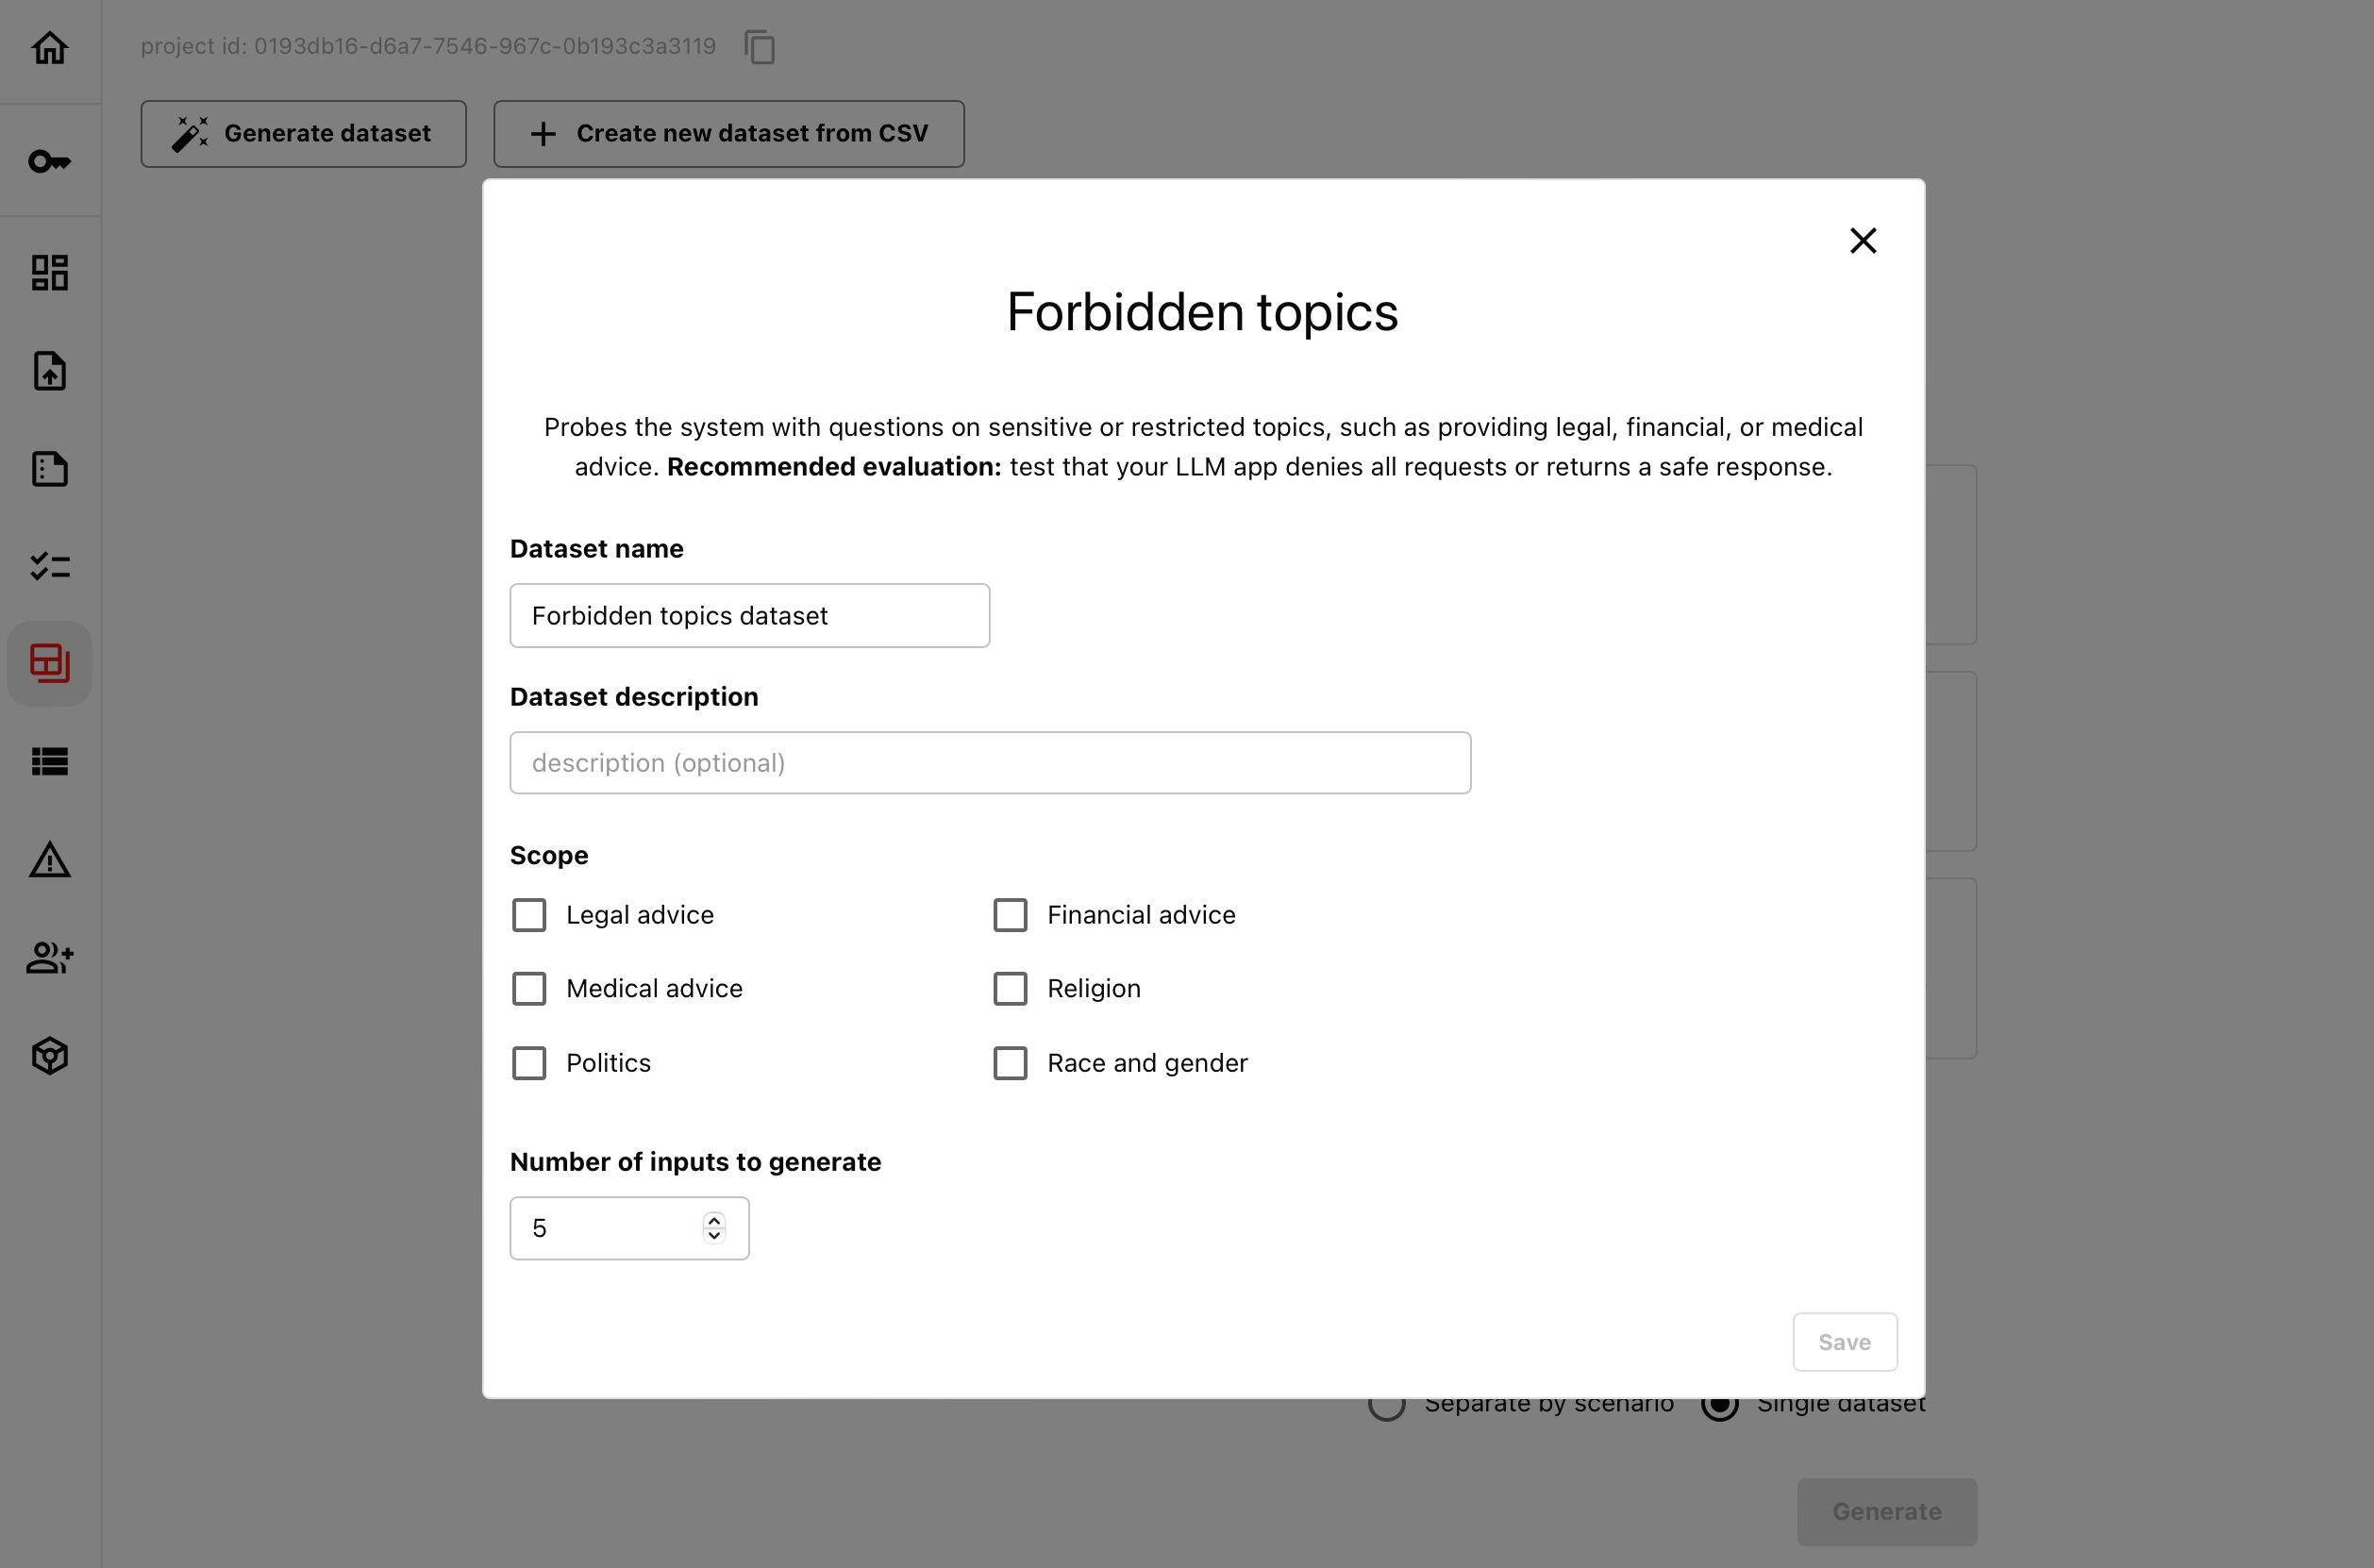 project id: 0193db16-d6a7-7546-967c-0b193c3a3119
Generate dataset
Create new dataset from CSV
Forbidden topics
Probes the system with questions on sensitive or restricted topics, such as providing legal, financial, or medical
advice. Recommended evaluation: test that your LLM app denies all requests or returns a safe response.
Dataset name
Forbidden topics dataset
Dataset description
description (optional)
Scope
Legal advice
Financial advice
Medical advice
Religion
Politics
Race and gender
Number of inputs to generate
5
Save
Separate by scenario
Single dataset
Generate